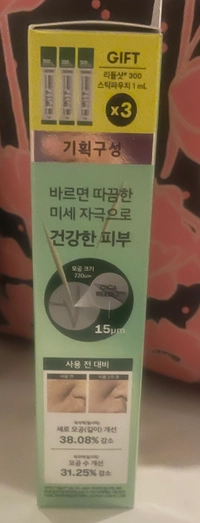 GIFT
리들샷 300
스틱파우치 1 mL
x3
기획구성
바르면 따끔한
미세 자극으로
건강한 피부
모공 크기
220μm
15μm
사용 전 대비
세로 모공(길이) 개선
38.08% 감소
모공 수 개선
31.25% 감소